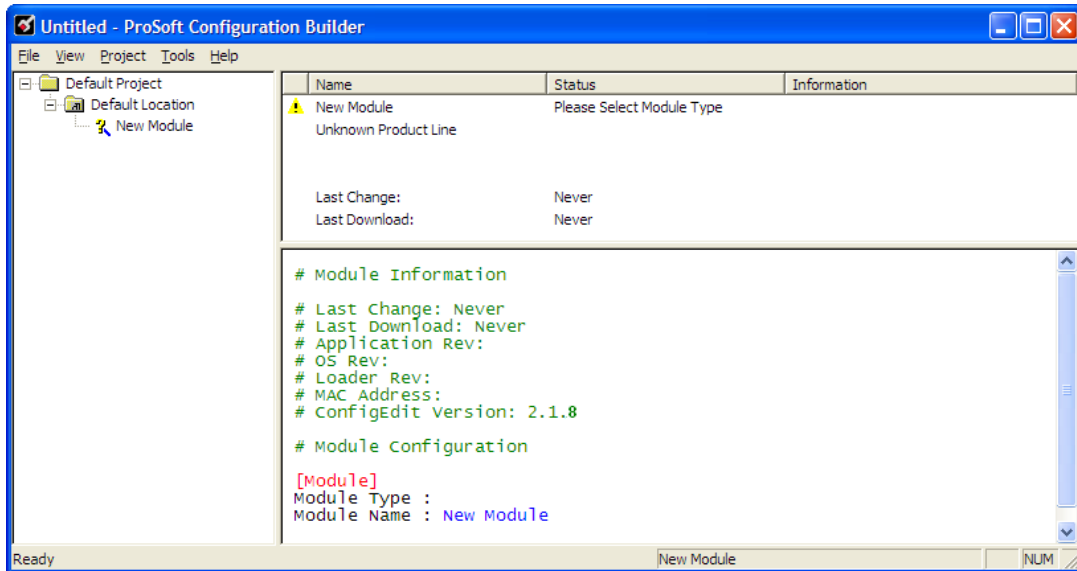 Untitled - ProSoft Configuration Builder
File View Project Tools Help
Default Project
Default Location
New Module
Name Status Information
New Module Please Select Module Type
Unknown Product Line
Last Change: Never
Last Download: Never
# Module Information
# Last Change: Never
# Last Download: Never
# Application Rev:
# OS Rev:
# Loader Rev:
# MAC Address:
# ConfigEdit Version: 2.1.8
# Module Configuration
[Module]
Module Type :
Module Name : New Module
Ready New Module NUM